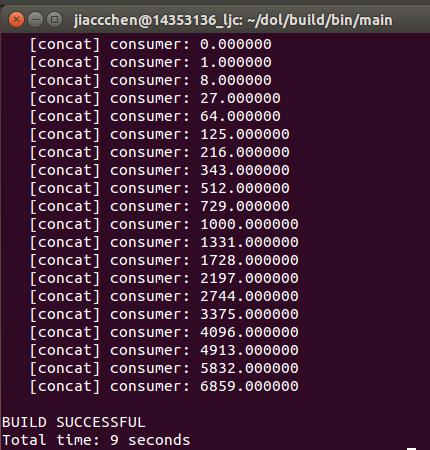 jiaccchen@14353136_ljc: ~/dol/build/bin/main
[concat] consumer: 0.000000
[concat] consumer: 1.000000
[concat] consumer: 8.000000
[concat] consumer: 27.000000
[concat] consumer: 64.000000
[concat] consumer: 125.000000
[concat] consumer: 216.000000
[concat] consumer: 343.000000
[concat] consumer: 512.000000
[concat] consumer: 729.000000
[concat] consumer: 1000.000000
[concat] consumer: 1331.000000
[concat] consumer: 1728.000000
[concat] consumer: 2197.000000
[concat] consumer: 2744.000000
[concat] consumer: 3375.000000
[concat] consumer: 4096.000000
[concat] consumer: 4913.000000
[concat] consumer: 5832.000000
[concat] consumer: 6859.000000
BUILD SUCCESSFUL
Total time: 9 seconds